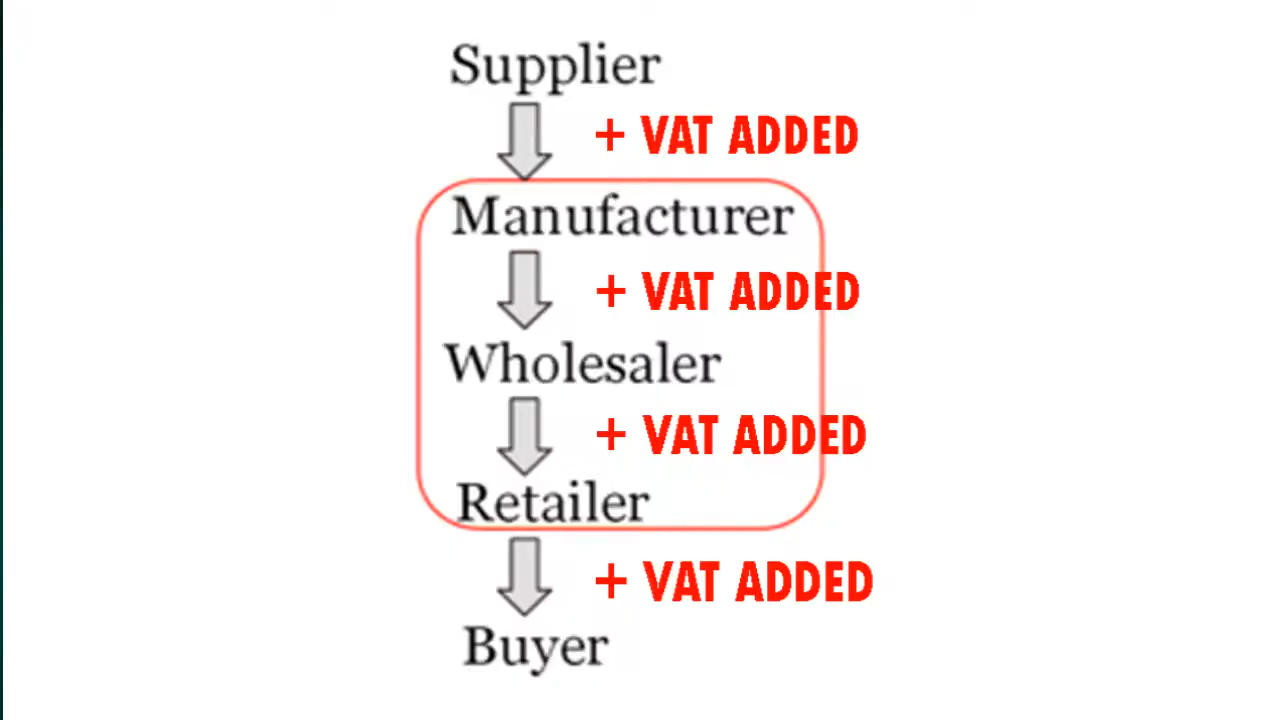 Supplier
+ VAT ADDED
Manufacturer
+ VAT ADDED
Wholesaler
+ VAT ADDED
Retailer
+ VAT ADDED
Buyer